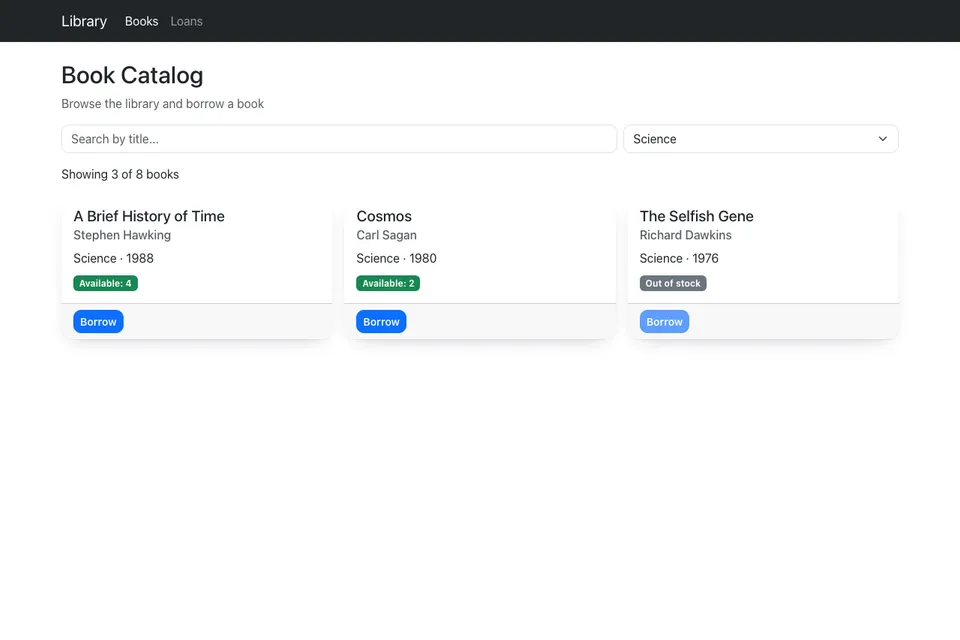 Library Books Loans
Book Catalog
Browse the library and borrow a book
Search by title...
Science
Showing 3 of 8 books
A Brief History of Time
Stephen Hawking
Science · 1988
Available: 4
Borrow
Cosmos
Carl Sagan
Science · 1980
Available: 2
Borrow
The Selfish Gene
Richard Dawkins
Science · 1976
Out of stock
Borrow